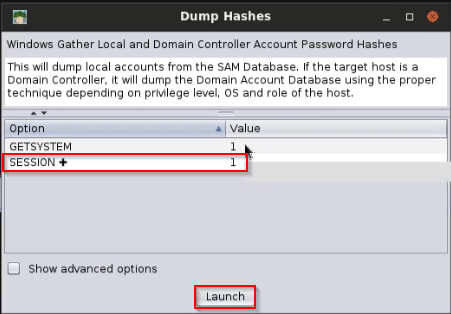 Dump Hashes
Windows Gather Local and Domain Controller Account Password Hashes
This will dump local accounts from the SAM Database. If the target host is a
Domain Controller, it will dump the Domain Account Database using the proper
technique depending on privilege level, OS and role of the host.
Option Value
GETSYSTEM 1
SESSION + 1
Show advanced options
Launch